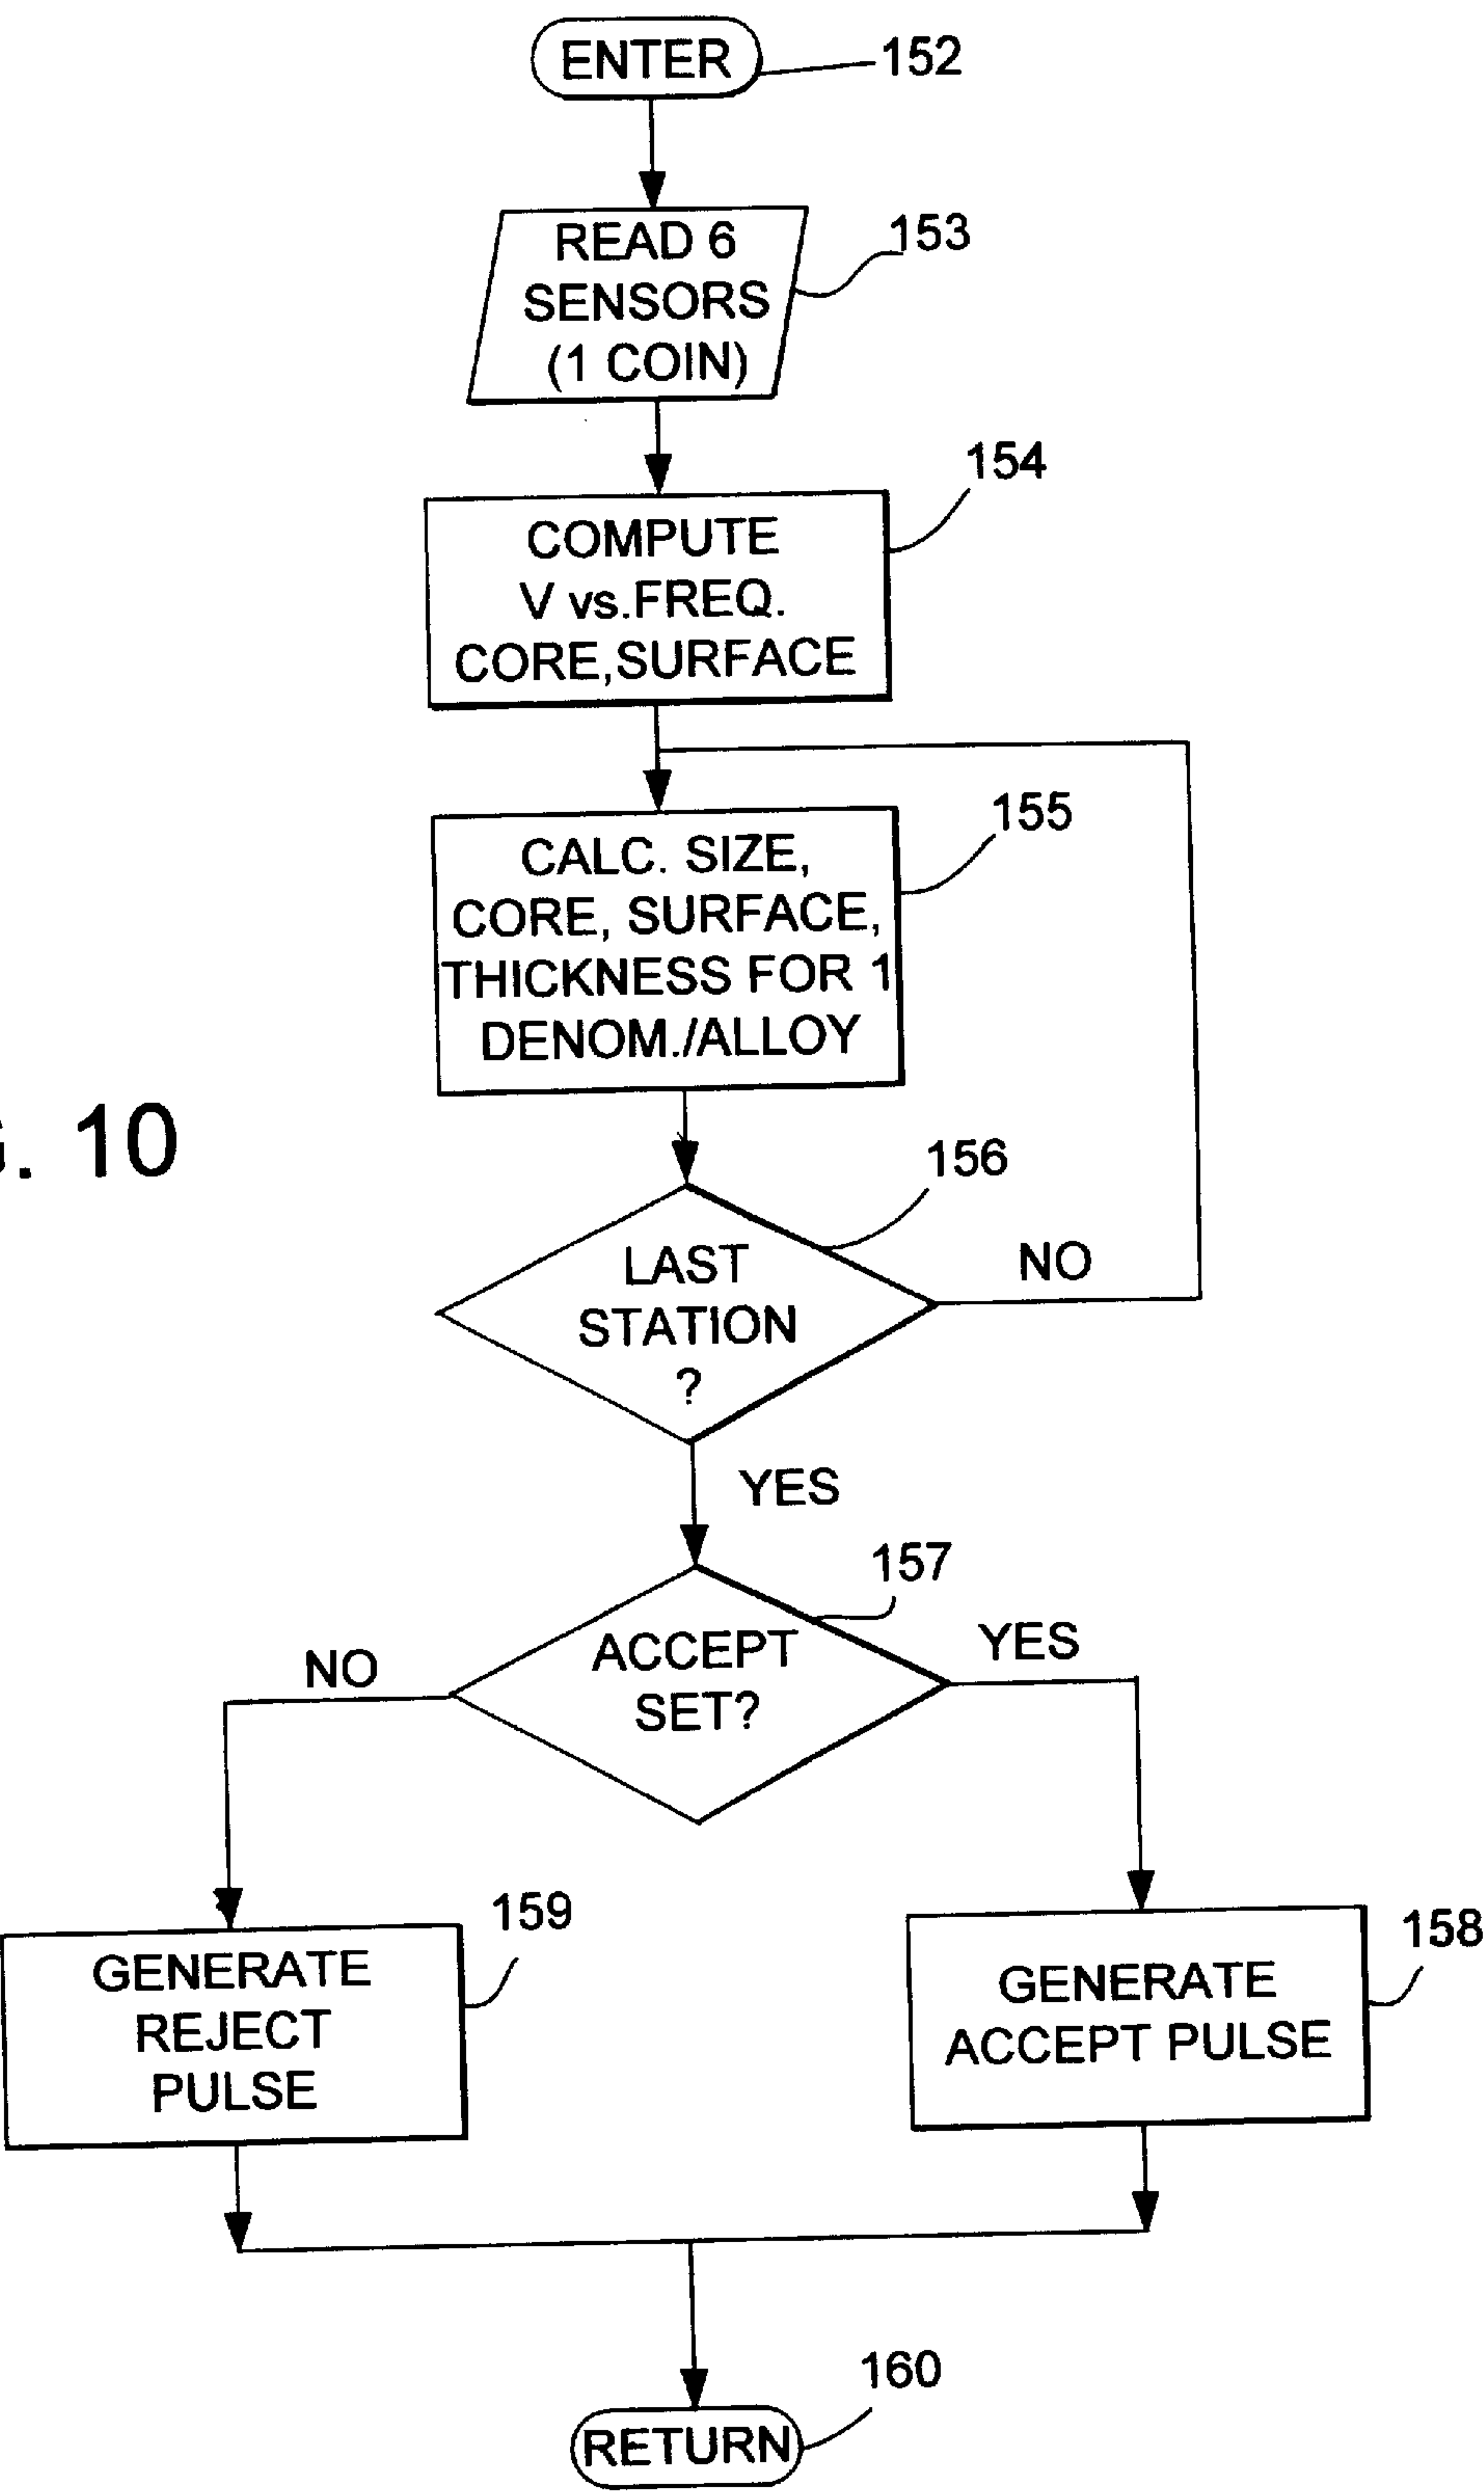 ENTER
152
READ 6
SENSORS
(1 COIN)
153
154
COMPUTE
V vs.FREQ.
CORE,SURFACE
155
CALC. SIZE,
CORE, SURFACE,
THICKNESS FOR 1
DENOM./ALLOY
. 10
156
LAST
STATION
?
NO
YES
157
ACCEPT
SET?
NO
YES
159
GENERATE
REJECT
PULSE
158
GENERATE
ACCEPT PULSE
160
RETURN